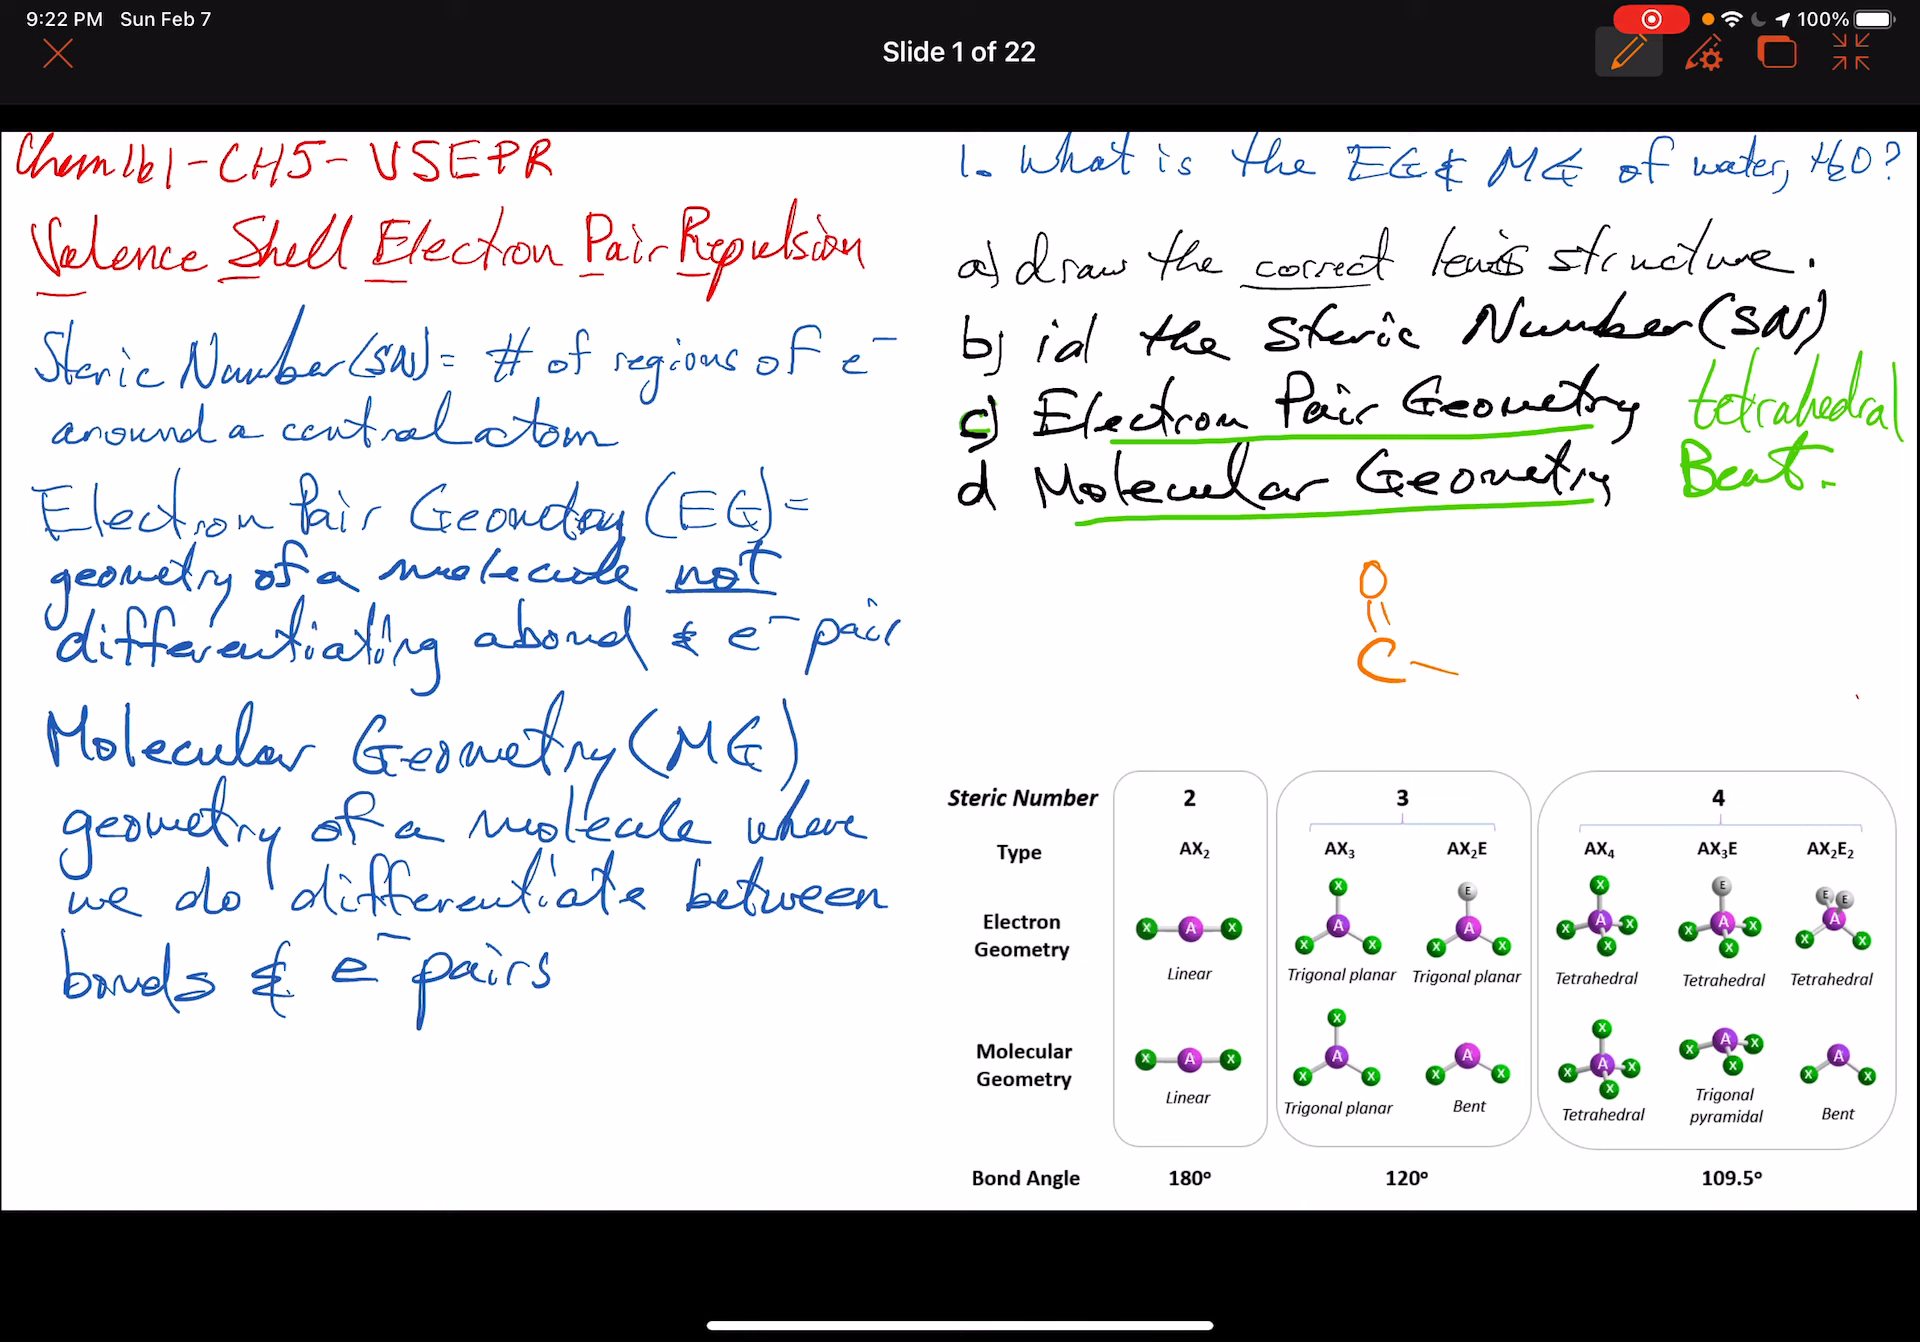 9:22 PM Sun Feb 7
100%
Slide 1 of 22
Chem161-CH5-VSEPR
Valence Shell Electron Pair Repulsion
Steric Number (SN) = # of regions of e⁻
around a central atom
Electron Pair Geometry (EG) =
geometry of a molecule not
differentiating a bond & e⁻ pair
Molecular Geometry (MG)
geometry of a molecule where
we do differentiate between
bonds & e⁻ pairs
1. What is the EG & MG of water, H₂O?
a) draw the correct lewis structure.
b) id the Steric Number (SN)
c) Electron Pair Geometry tetrahedral
d Molecular Geometry Bent.
O
C
Steric Number 2 3 4
Type AX₂ AX₃ AX₂E AX₄ AX₃E AX₂E₂
Electron Geometry
X A X
X A X X
E A X X
X A X X X
E A X X X
E E A X X
Linear Trigonal planar Trigonal planar Tetrahedral Tetrahedral Tetrahedral
Molecular Geometry
X A X
X A X X
A X X
X A X X X
A X X X
A X X
Linear Trigonal planar Bent Tetrahedral Trigonal pyramidal Bent
Bond Angle 180° 120° 109.5°